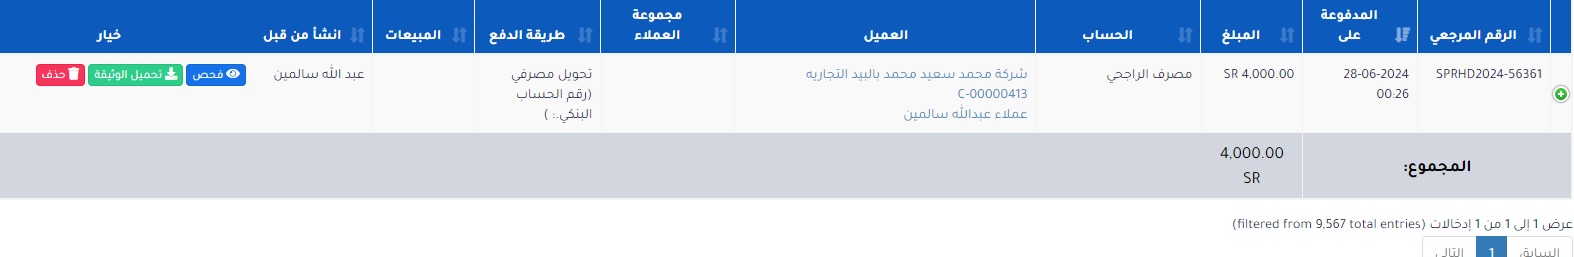 الرقم المرجعي
المدفوعة على
المبلغ
الحساب
العميل
مجموعة العملاء
طريقة الدفع
المبيعات
انشأ من قبل
خيار
SPRHD2024-56361
28-06-2024
00:26
SR 4,000.00
مصرف الراجحي
شركة محمد سعيد محمد بالبيد التجاريه
C-00000413
عملاء عبدالله سالمين
تحويل مصرفي
(رقم الحساب
البنكي.: )
عبد الله سالمين
فحص
تحميل الوثيقة
حذف
المجموع:
4,000.00
SR
عرض 1 إلى 1 من 1 إدخالات (filtered from 9,567 total entries)
السابق
1
التالي